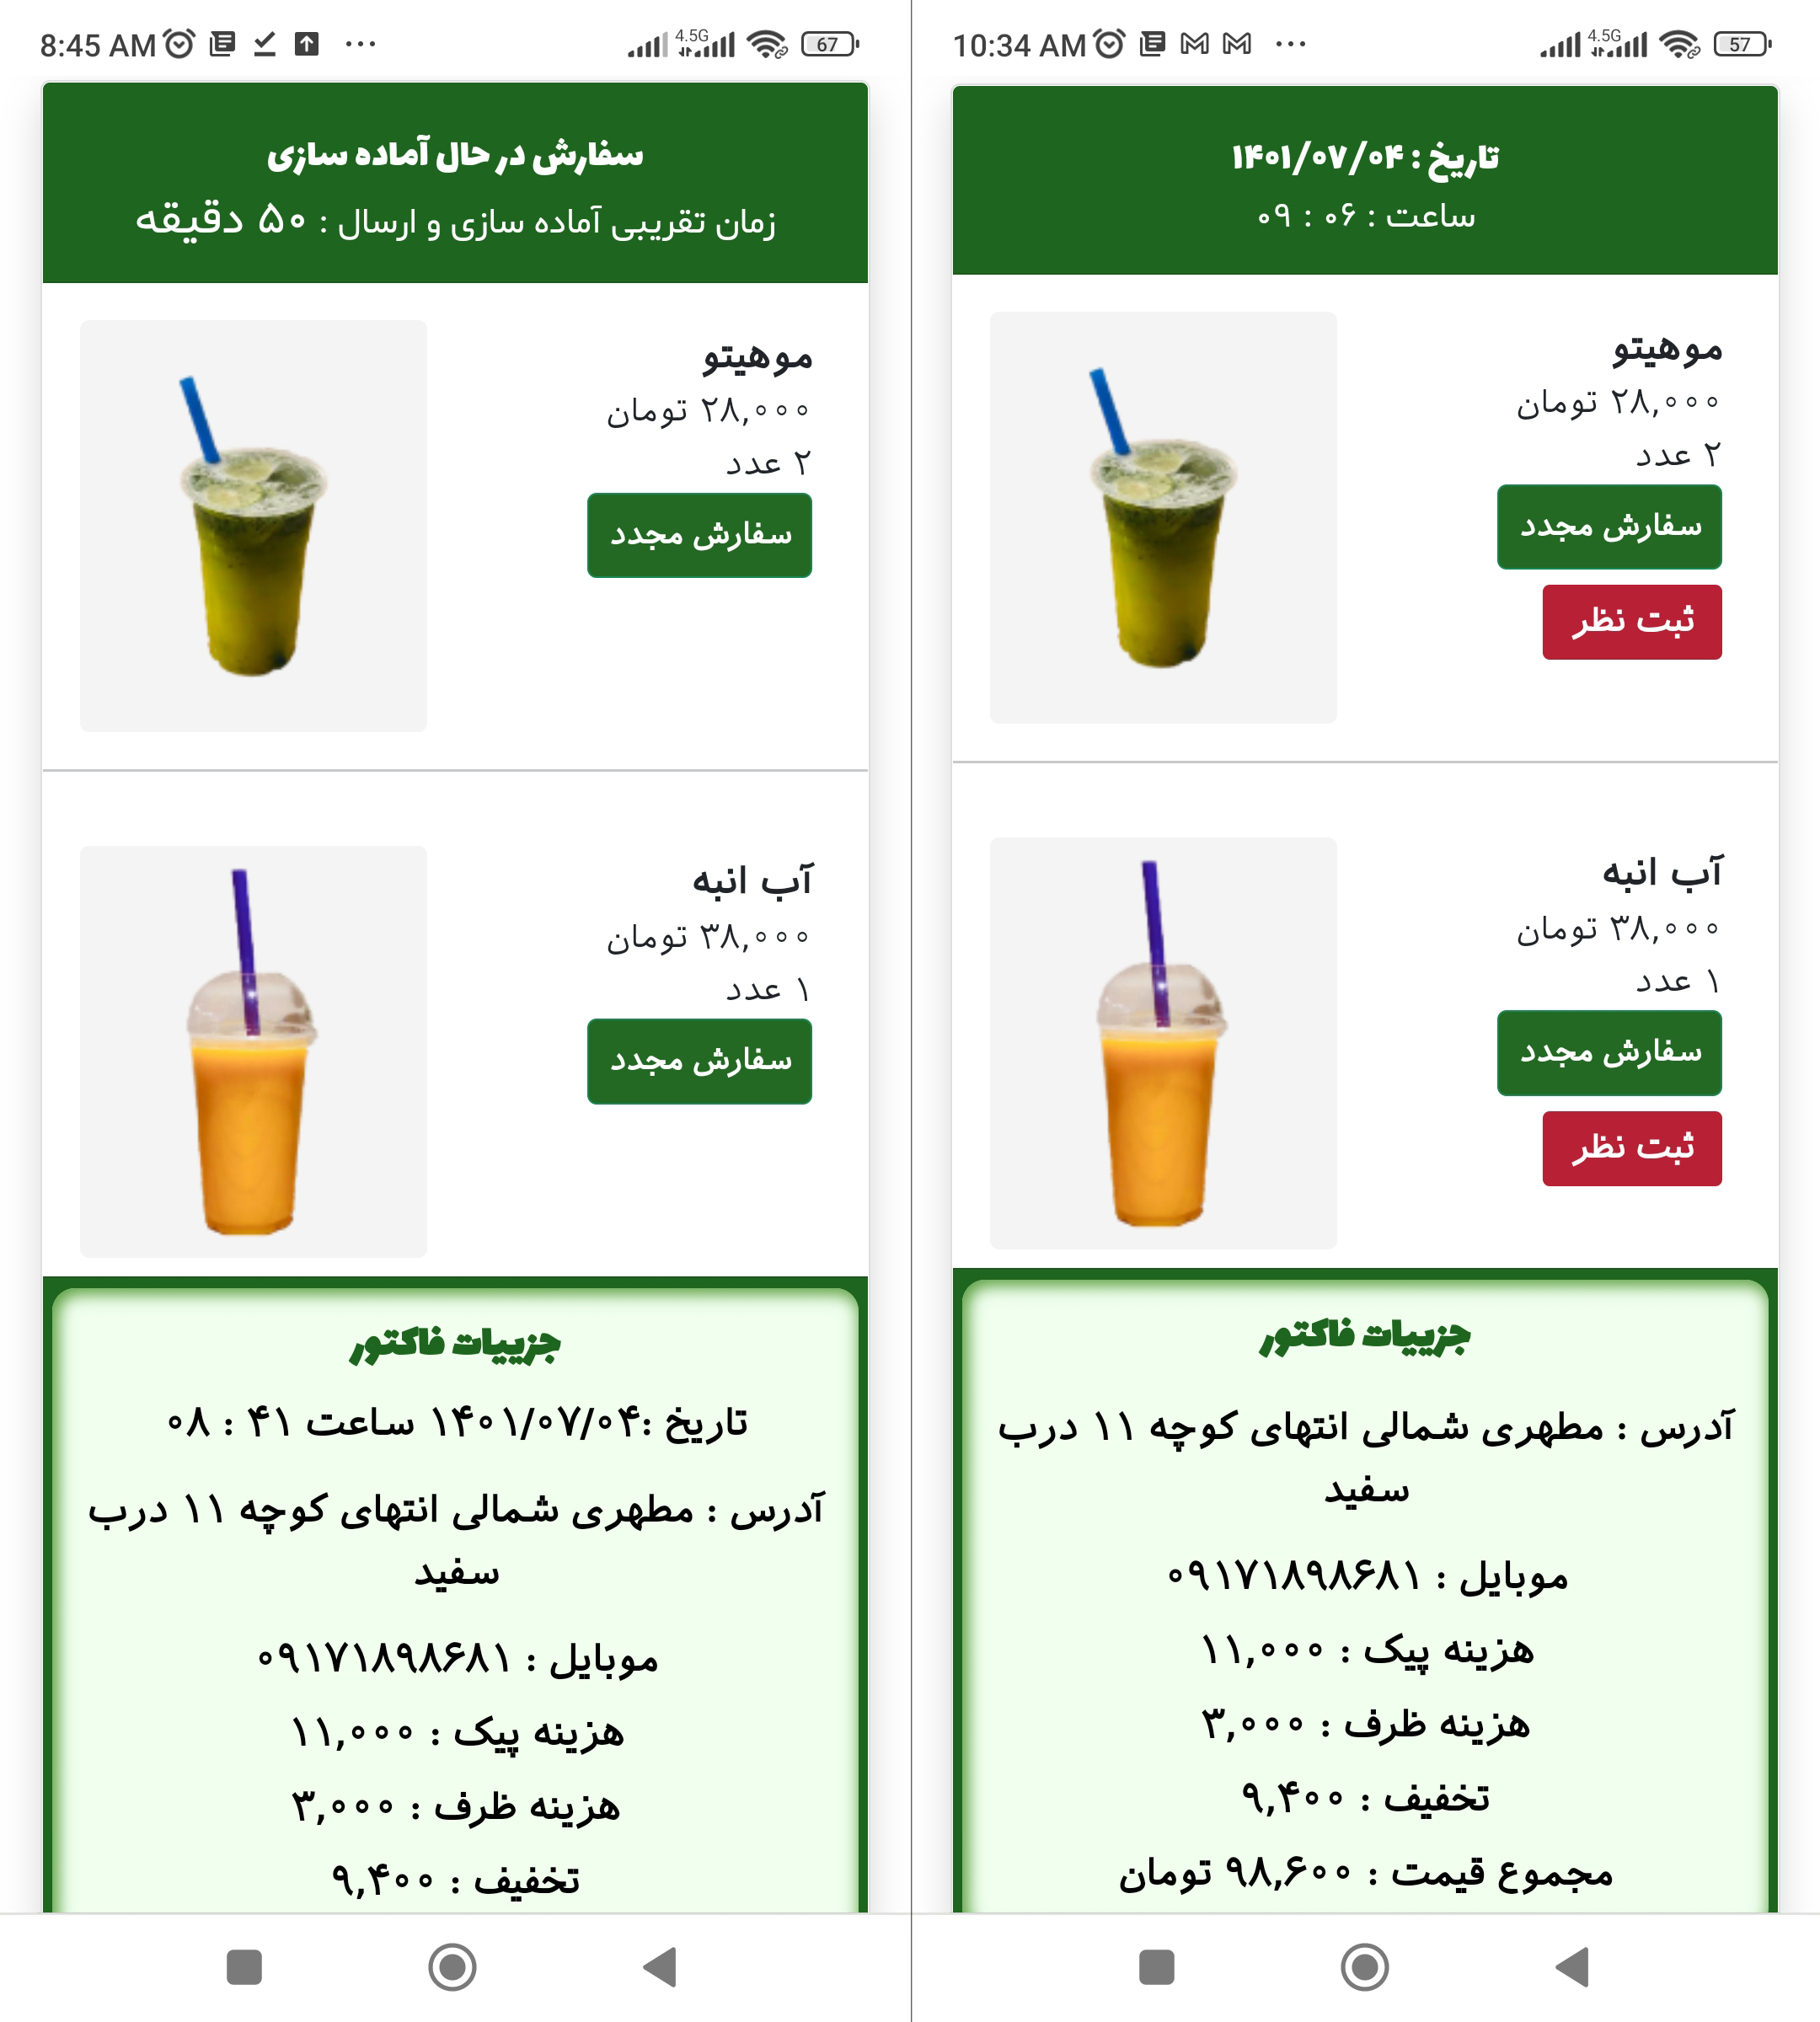 8:45 AM
4.5G
67
سفارش در حال آماده سازی
زمان تقریبی آماده سازی و ارسال : ۵۰ دقیقه
موهیتو
۲۸,۰۰۰ تومان
۲ عدد
سفارش مجدد
آب انبه
۳۸,۰۰۰ تومان
۱ عدد
سفارش مجدد
جزییات فاکتور
تاریخ :۱۴۰۱/۰۷/۰۴ ساعت ۴۱ : ۰۸
آدرس : مطهری شمالی انتهای کوچه ۱۱ درب
سفید
موبایل : ۰۹۱۷۱۸۹۸۶۸۱
هزینه پیک : ۱۱,۰۰۰
هزینه ظرف : ۳,۰۰۰
تخفیف : ۹,۴۰۰
10:34 AM
4.5G
57
تاریخ : ۱۴۰۱/۰۷/۰۴
ساعت : ۰۶ : ۰۹
موهیتو
۲۸,۰۰۰ تومان
۲ عدد
سفارش مجدد
ثبت نظر
آب انبه
۳۸,۰۰۰ تومان
۱ عدد
سفارش مجدد
ثبت نظر
جزییات فاکتور
آدرس : مطهری شمالی انتهای کوچه ۱۱ درب
سفید
موبایل : ۰۹۱۷۱۸۹۸۶۸۱
هزینه پیک : ۱۱,۰۰۰
هزینه ظرف : ۳,۰۰۰
تخفیف : ۹,۴۰۰
مجموع قیمت : ۹۸,۶۰۰ تومان